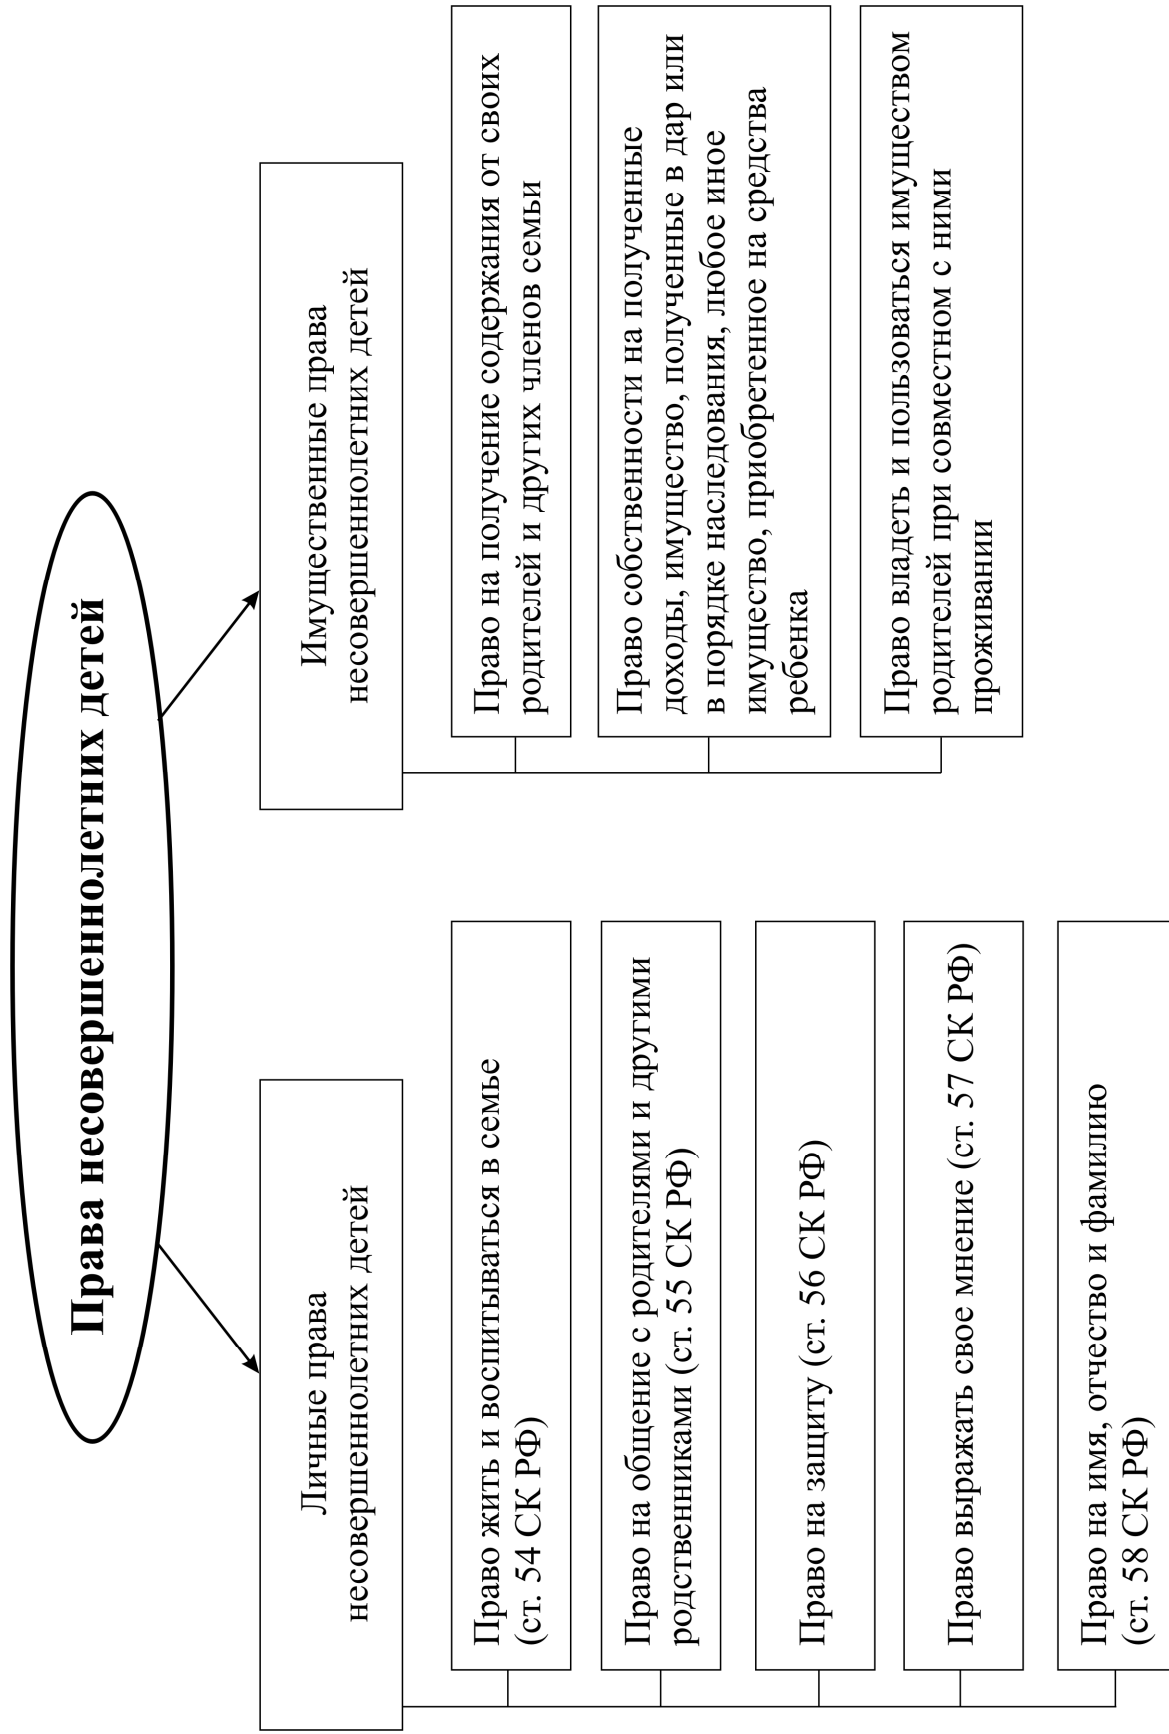 Права несовершеннолетних детей
Личные права
несовершеннолетних детей
Право жить и воспитываться в семье
(ст. 54 СК РФ)
Право на общение с родителями и другими
родственниками (ст. 55 СК РФ)
Право на защиту (ст. 56 СК РФ)
Право выражать свое мнение (ст. 57 СК РФ)
Право на имя, отчество и фамилию
(ст. 58 СК РФ)
Имущественные права
несовершеннолетних детей
Право на получение содержания от своих
родителей и других членов семьи
Право собственности на полученные
доходы, имущество, полученные в дар или
в порядке наследования, любое иное
имущество, приобретенное на средства
ребенка
Право владеть и пользоваться имуществом
родителей при совместном с ними
проживании